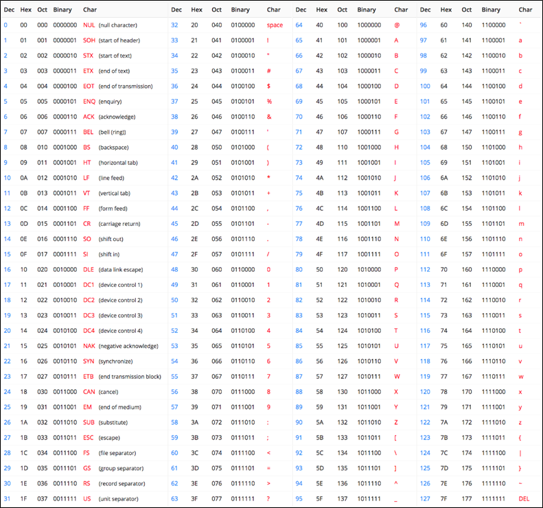 Dec Hex Oct Binary Char Dec Hex Oct Binary Char Dec Hex Oct Binary Char Dec Hex Oct Binary Char
0 00 000 0000000 NUL (null character) 32 20 040 0100000 space 64 40 100 1000000 @ 96 60 140 1100000 `
1 01 001 0000001 SOH (start of header) 33 21 041 0100001 ! 65 41 101 1000001 A 97 61 141 1100001 a
2 02 002 0000010 STX (start of text) 34 22 042 0100010 " 66 42 102 1000010 B 98 62 142 1100010 b
3 03 003 0000011 ETX (end of text) 35 23 043 0100011 # 67 43 103 1000011 C 99 63 143 1100011 c
4 04 004 0000100 EOT (end of transmission) 36 24 044 0100100 $ 68 44 104 1000100 D 100 64 144 1100100 d
5 05 005 0000101 ENQ (enquiry) 37 25 045 0100101 % 69 45 105 1000101 E 101 65 145 1100101 e
6 06 006 0000110 ACK (acknowledge) 38 26 046 0100110 & 70 46 106 1000110 F 102 66 146 1100110 f
7 07 007 0000111 BEL (bell (ring)) 39 27 047 0100111 ' 71 47 107 1000111 G 103 67 147 1100111 g
8 08 010 0001000 BS (backspace) 40 28 050 0101000 ( 72 48 110 1001000 H 104 68 150 1101000 h
9 09 011 0001001 HT (horizontal tab) 41 29 051 0101001 ) 73 49 111 1001001 I 105 69 151 1101001 i
10 0A 012 0001010 LF (line feed) 42 2A 052 0101010 * 74 4A 112 1001010 J 106 6A 152 1101010 j
11 0B 013 0001011 VT (vertical tab) 43 2B 053 0101011 + 75 4B 113 1001011 K 107 6B 153 1101011 k
12 0C 014 0001100 FF (form feed) 44 2C 054 0101100 , 76 4C 114 1001100 L 108 6C 154 1101100 l
13 0D 015 0001101 CR (carriage return) 45 2D 055 0101101 - 77 4D 115 1001101 M 109 6D 155 1101101 m
14 0E 016 0001110 SO (shift out) 46 2E 056 0101110 . 78 4E 116 1001110 N 110 6E 156 1101110 n
15 0F 017 0001111 SI (shift in) 47 2F 057 0101111 / 79 4F 117 1001111 O 111 6F 157 1101111 o
16 10 020 0010000 DLE (data link escape) 48 30 060 0110000 0 80 50 120 1010000 P 112 70 160 1110000 p
17 11 021 0010001 DC1 (device control 1) 49 31 061 0110001 1 81 51 121 1010001 Q 113 71 161 1110001 q
18 12 022 0010010 DC2 (device control 2) 50 32 062 0110010 2 82 52 122 1010010 R 114 72 162 1110010 r
19 13 023 0010011 DC3 (device control 3) 51 33 063 0110011 3 83 53 123 1010011 S 115 73 163 1110011 s
20 14 024 0010100 DC4 (device control 4) 52 34 064 0110100 4 84 54 124 1010100 T 116 74 164 1110100 t
21 15 025 0010101 NAK (negative acknowledge) 53 35 065 0110101 5 85 55 125 1010101 U 117 75 165 1110101 u
22 16 026 0010110 SYN (synchronize) 54 36 066 0110110 6 86 56 126 1010110 V 118 76 166 1110110 v
23 17 027 0010111 ETB (end transmission block) 55 37 067 0110111 7 87 57 127 1010111 W 119 77 167 1110111 w
24 18 030 0011000 CAN (cancel) 56 38 070 0111000 8 88 58 130 1011000 X 120 78 170 1111000 x
25 19 031 0011001 EM (end of medium) 57 39 071 0111001 9 89 59 131 1011001 Y 121 79 171 1111001 y
26 1A 032 0011010 SUB (substitute) 58 3A 072 0111010 : 90 5A 132 1011010 Z 122 7A 172 1111010 z
27 1B 033 0011011 ESC (escape) 59 3B 073 0111011 ; 91 5B 133 1011011 [ 123 7B 173 1111011 {
28 1C 034 0011100 FS (file separator) 60 3C 074 0111100 < 92 5C 134 1011100 \ 124 7C 174 1111100 |
29 1D 035 0011101 GS (group separator) 61 3D 075 0111101 = 93 5D 135 1011101 ] 125 7D 175 1111101 }
30 1E 036 0011110 RS (record separator) 62 3E 076 0111110 > 94 5E 136 1011110 ^ 126 7E 176 1111110 ~
31 1F 037 0011111 US (unit separator) 63 3F 077 0111111 ? 95 5F 137 1011111 _ 127 7F 177 1111111 DEL